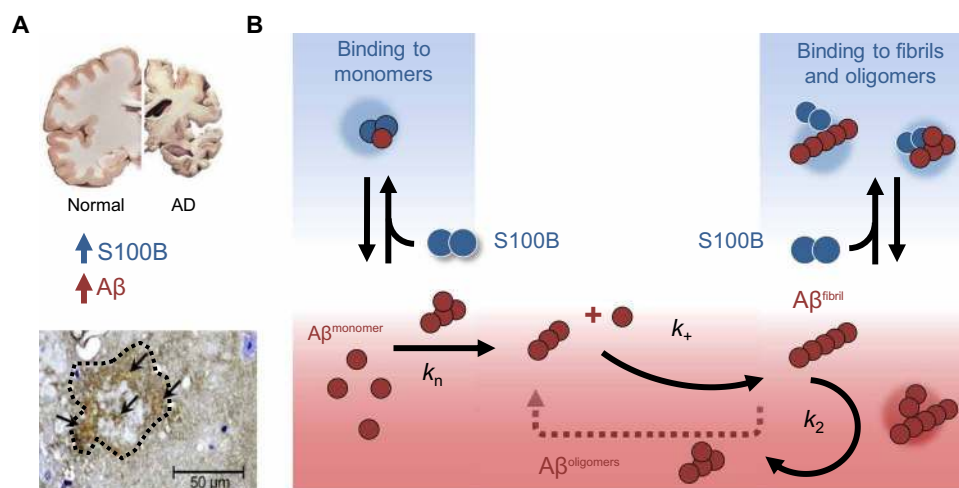 A
Normal
AD
S100B
Aβ
50 μm
B
Binding to
monomers
Binding to fibrils
and oligomers
S100B
S100B
Aβmonomer
kn
+
k+
Aβfibril
k2
Aβoligomers